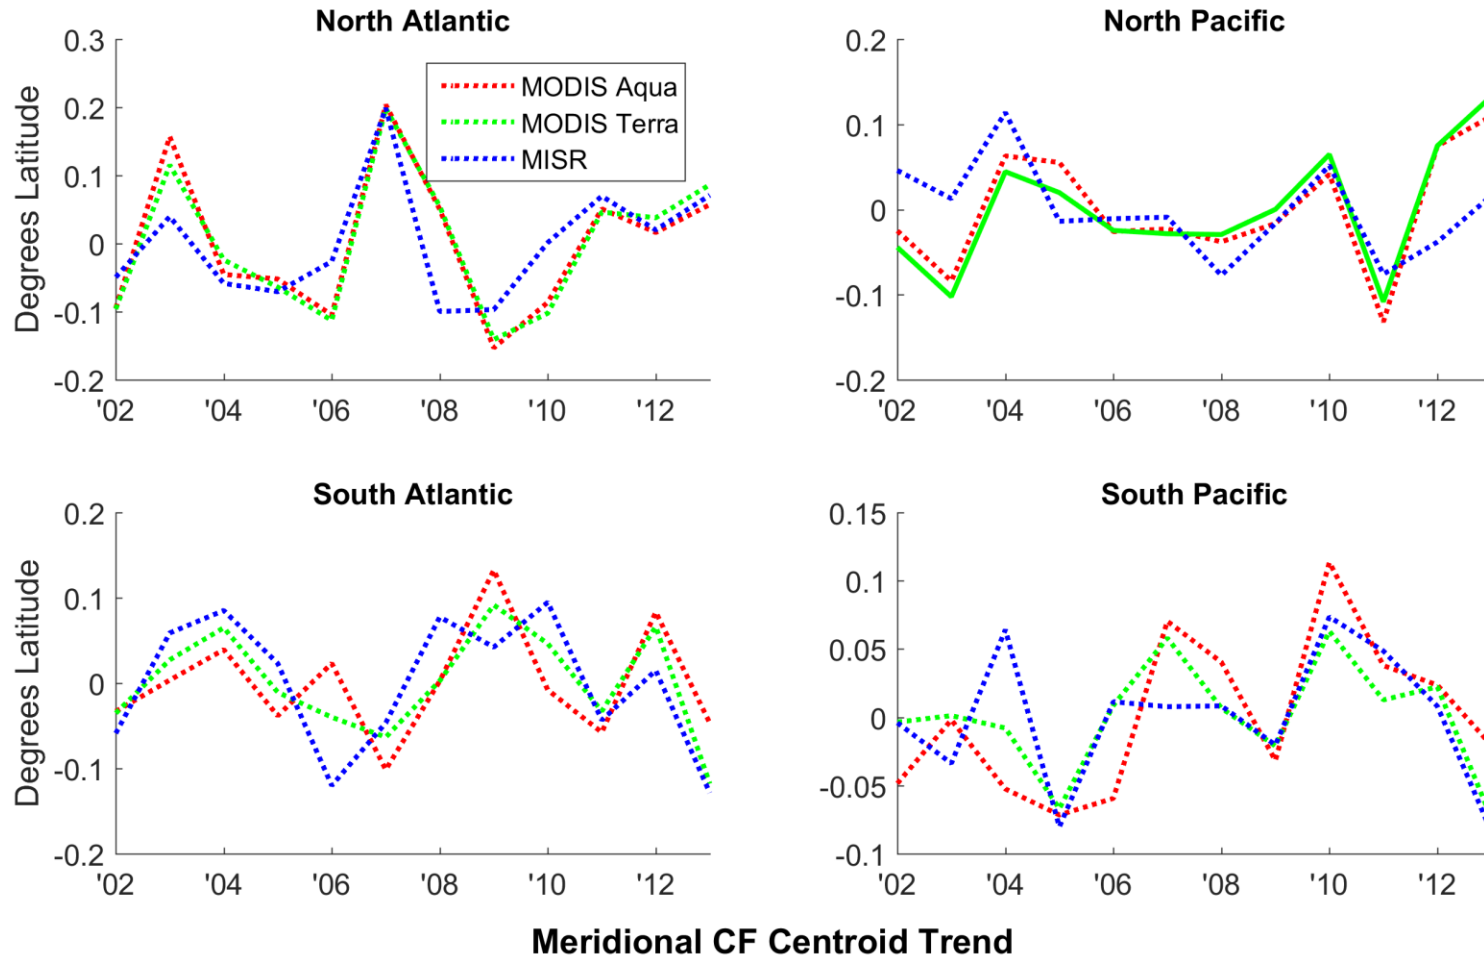 North Atlantic
0.3
0.2
0.1
0
-0.1
-0.2
Degrees Latitude
'02 '04 '06 '08 '10 '12
MODIS Aqua
MODIS Terra
MISR
North Pacific
0.2
0.1
0
-0.1
-0.2
'02 '04 '06 '08 '10 '12
South Atlantic
0.2
0.1
0
-0.1
-0.2
Degrees Latitude
'02 '04 '06 '08 '10 '12
South Pacific
0.15
0.1
0.05
0
-0.05
-0.1
'02 '04 '06 '08 '10 '12
Meridional CF Centroid Trend